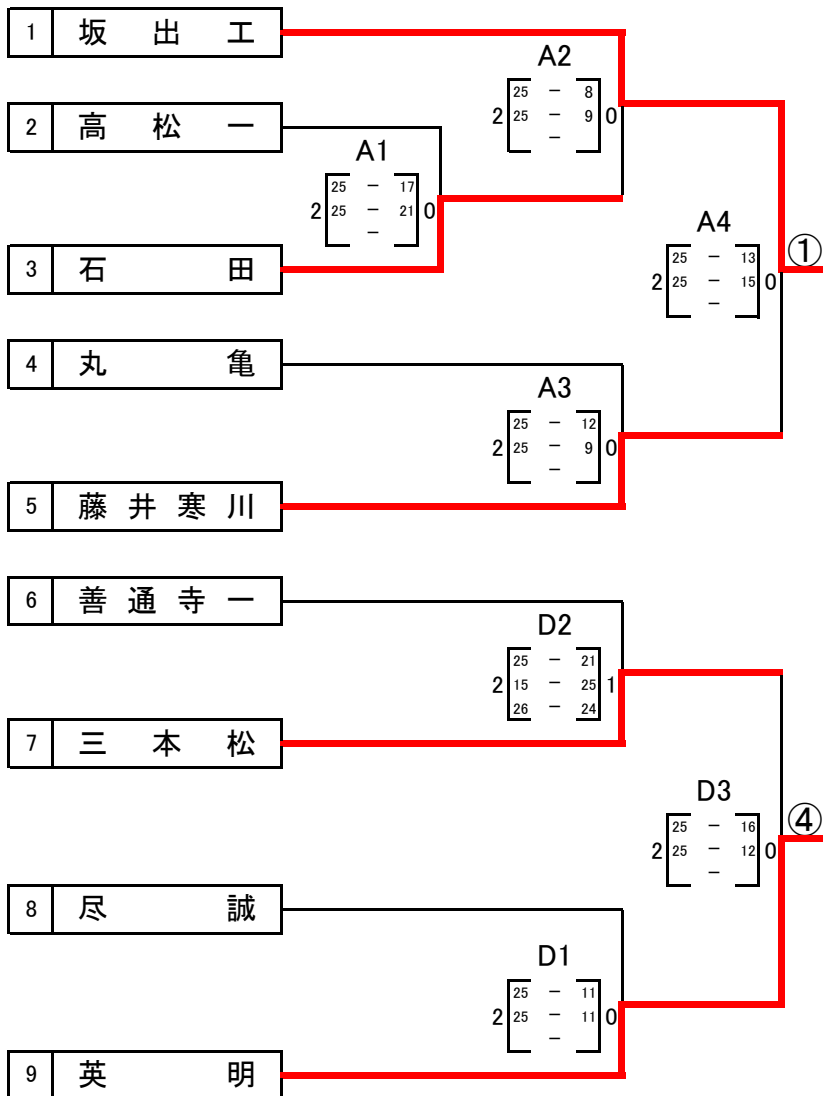 1 坂出工
A2
25 － 8
2 25 － 9 0
－
2 高松一
A1
25 － 17
2 25 － 21 0
－
A4
①
25 － 13
2 25 － 15 0
－
3 石田
4 丸亀
A3
25 － 12
2 25 － 9 0
－
5 藤井寒川
6 善通寺一
D2
25 － 21
2 15 － 25 1
26 － 24
7 三本松
D3
④
25 － 16
2 25 － 12 0
－
8 尽誠
D1
25 － 11
2 25 － 11 0
－
9 英明